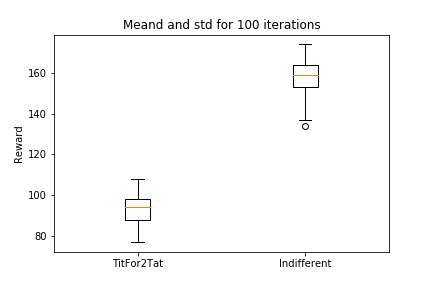 Meand and std for 100 iterations
Reward
160
140
120
100
80
TitFor2Tat
Indifferent